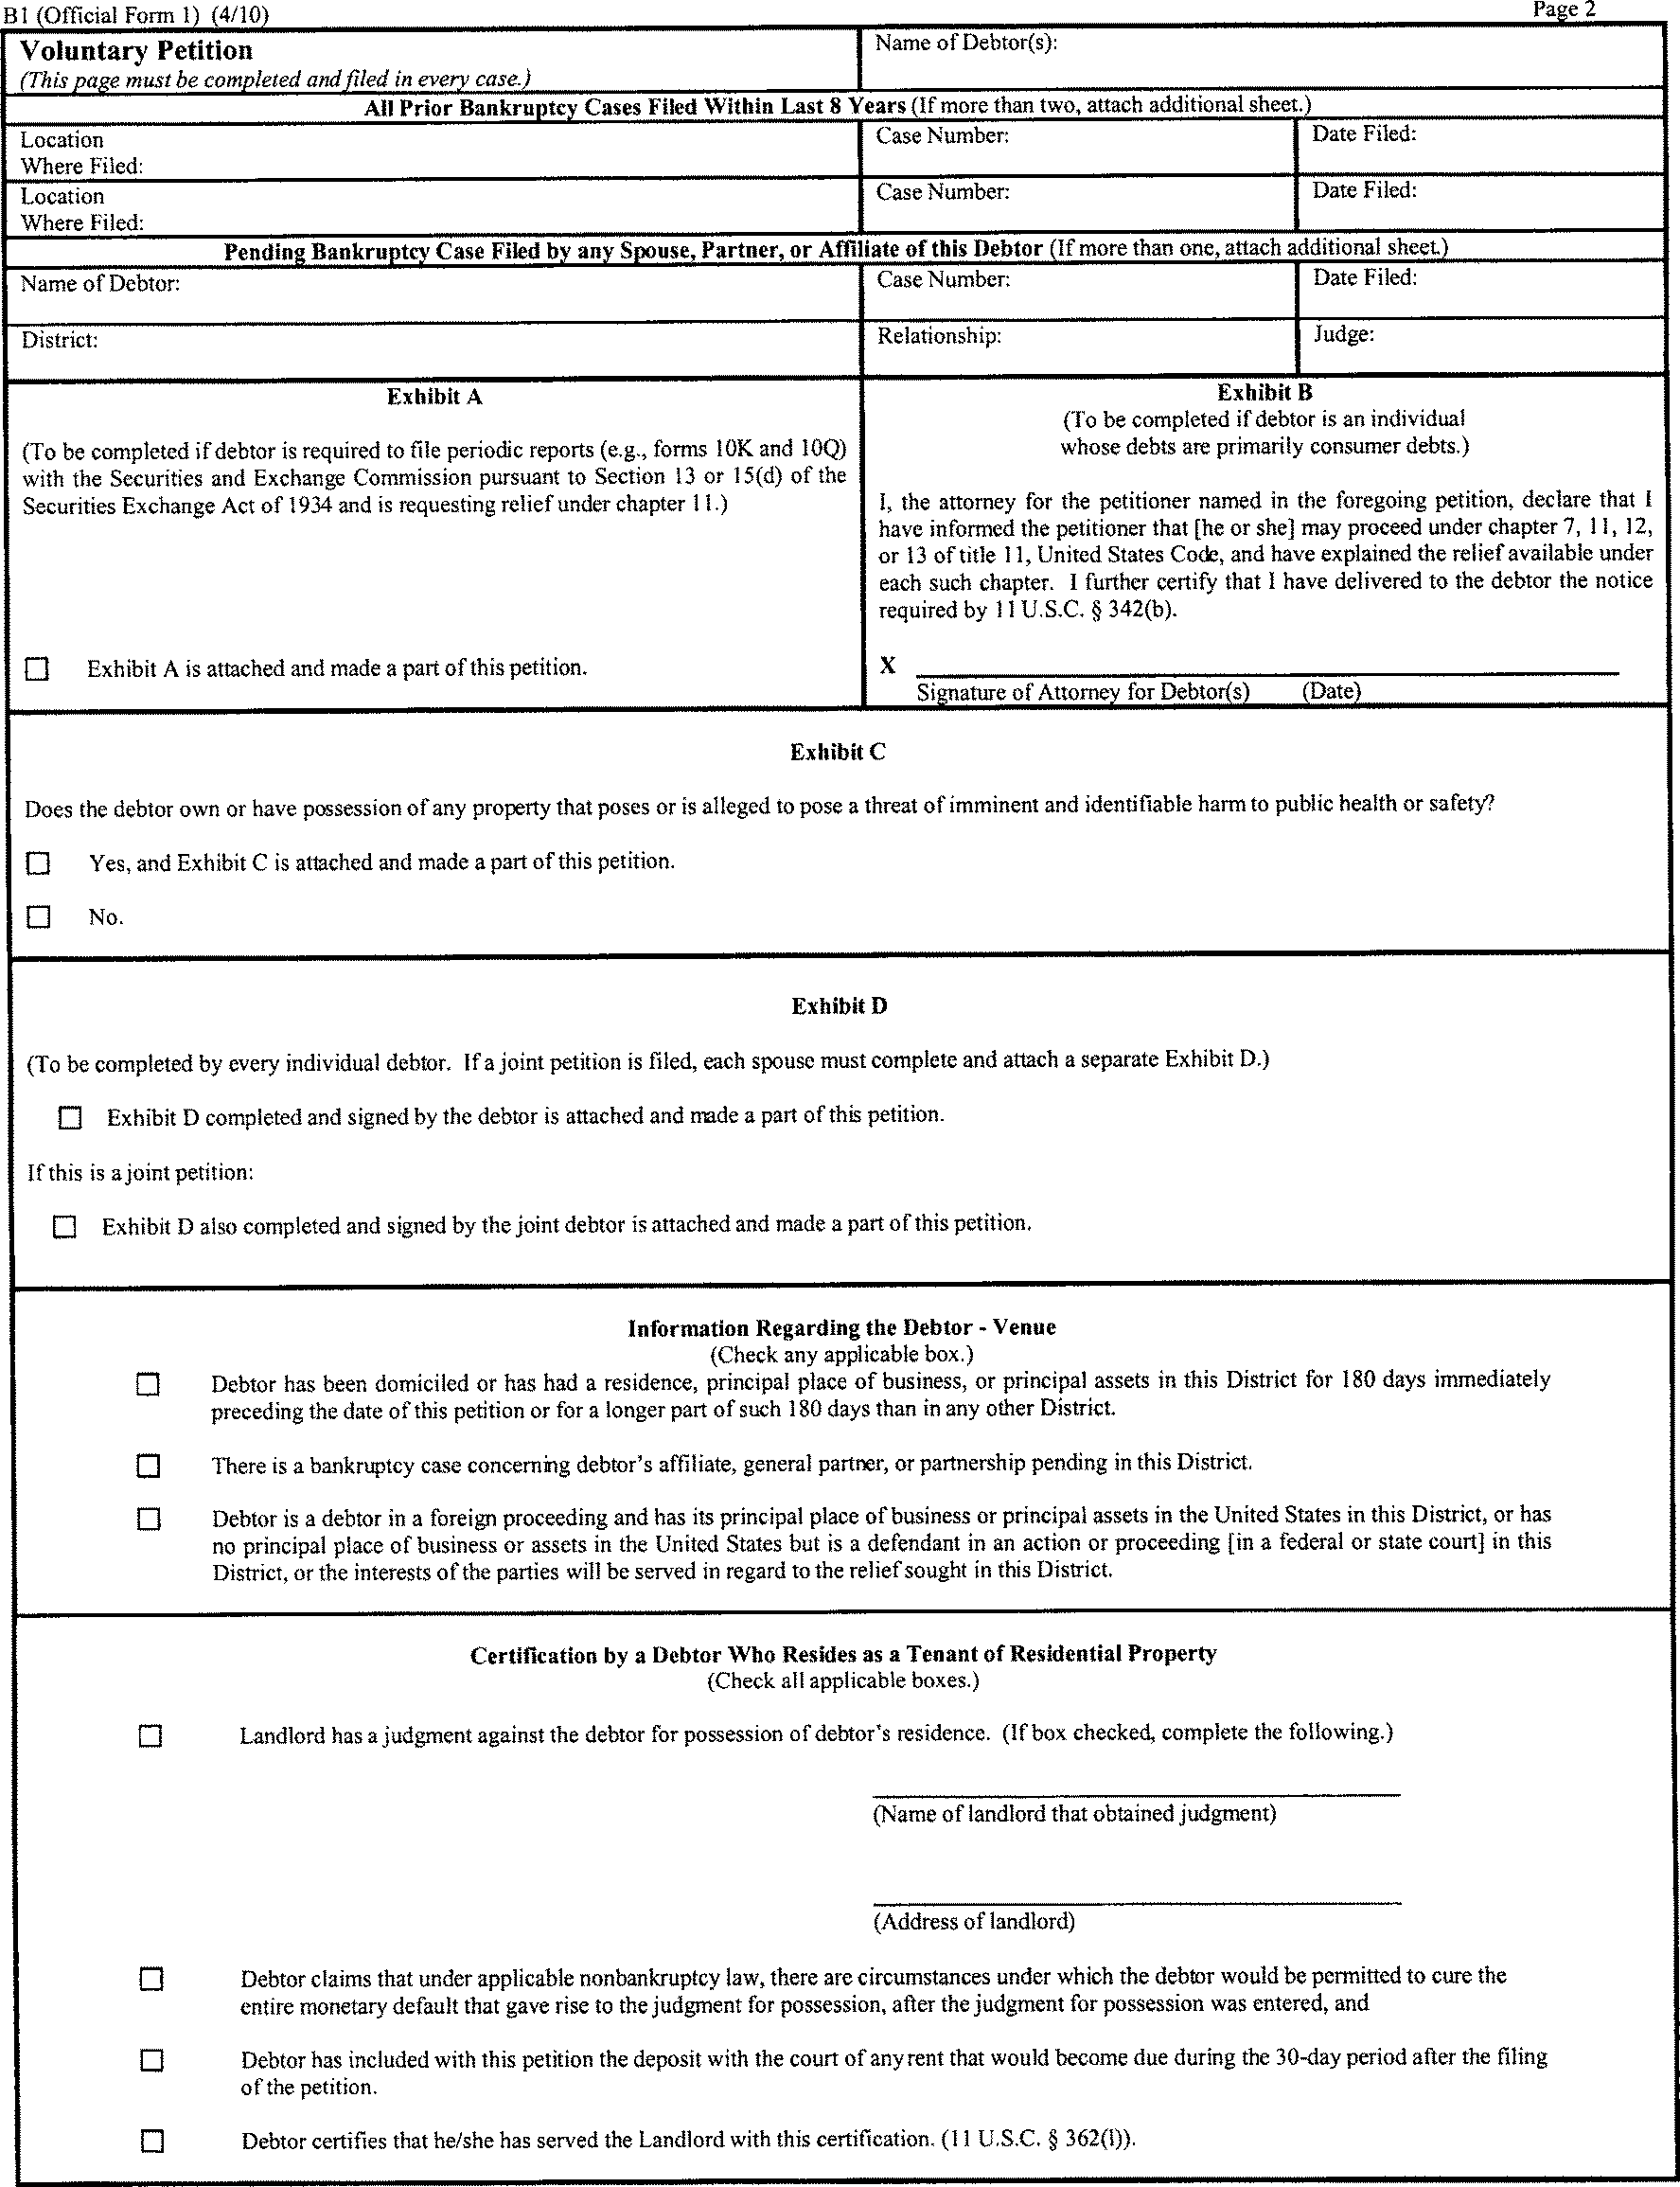 B1 (Official Form 1) (4/10) Page 2
Voluntary Petition
(This page must be completed and filed in every case.)
Name of Debtor(s):
All Prior Bankruptcy Cases Filed Within Last 8 Years (If more than two, attach additional sheet.)
Location
Where Filed:
Case Number:
Date Filed:
Location
Where Filed:
Case Number:
Date Filed:
Pending Bankruptcy Case Filed by any Spouse, Partner, or Affiliate of this Debtor (If more than one, attach additional sheet.)
Name of Debtor:
Case Number:
Date Filed:
District:
Relationship:
Judge:
Exhibit A
(To be completed if debtor is required to file periodic reports (e.g., forms 10K and 10Q)
with the Securities and Exchange Commission pursuant to Section 13 or 15(d) of the
Securities Exchange Act of 1934 and is requesting relief under chapter 11.)
☐ Exhibit A is attached and made a part of this petition.
Exhibit B
(To be completed if debtor is an individual
whose debts are primarily consumer debts.)
I, the attorney for the petitioner named in the foregoing petition, declare that I
have informed the petitioner that [he or she] may proceed under chapter 7, 11, 12,
or 13 of title 11, United States Code, and have explained the relief available under
each such chapter. I further certify that I have delivered to the debtor the notice
required by 11 U.S.C. § 342(b).
X
Signature of Attorney for Debtor(s) (Date)
Exhibit C
Does the debtor own or have possession of any property that poses or is alleged to pose a threat of imminent and identifiable harm to public health or safety?
☐ Yes, and Exhibit C is attached and made a part of this petition.
☐ No.
Exhibit D
(To be completed by every individual debtor. If a joint petition is filed, each spouse must complete and attach a separate Exhibit D.)
☐ Exhibit D completed and signed by the debtor is attached and made a part of this petition.
If this is a joint petition:
☐ Exhibit D also completed and signed by the joint debtor is attached and made a part of this petition.
Information Regarding the Debtor - Venue
(Check any applicable box.)
☐ Debtor has been domiciled or has had a residence, principal place of business, or principal assets in this District for 180 days immediately
preceding the date of this petition or for a longer part of such 180 days than in any other District.
☐ There is a bankruptcy case concerning debtor's affiliate, general partner, or partnership pending in this District.
☐ Debtor is a debtor in a foreign proceeding and has its principal place of business or principal assets in the United States in this District, or has
no principal place of business or assets in the United States but is a defendant in an action or proceeding [in a federal or state court] in this
District, or the interests of the parties will be served in regard to the relief sought in this District.
Certification by a Debtor Who Resides as a Tenant of Residential Property
(Check all applicable boxes.)
☐ Landlord has a judgment against the debtor for possession of debtor's residence. (If box checked, complete the following.)
(Name of landlord that obtained judgment)
(Address of landlord)
☐ Debtor claims that under applicable nonbankruptcy law, there are circumstances under which the debtor would be permitted to cure the
entire monetary default that gave rise to the judgment for possession, after the judgment for possession was entered, and
☐ Debtor has included with this petition the deposit with the court of any rent that would become due during the 30-day period after the filing
of the petition.
☐ Debtor certifies that he/she has served the Landlord with this certification. (11 U.S.C. § 362(l)).